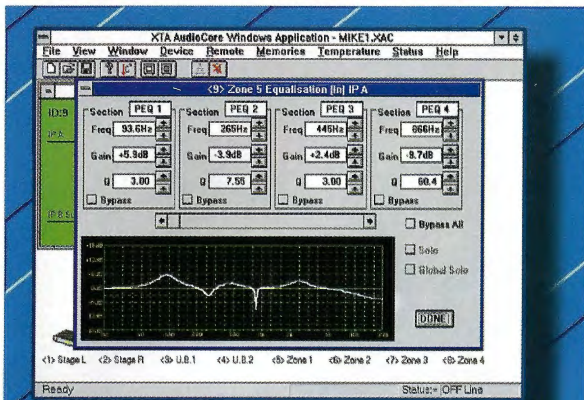 XTA AudioCore Windows Application - MIKE1.XAC
File View Window Device Remote Memories Temperature Status Help
<9> Zone 5 Equalisation [In] IP A
ID:9
Section PEQ 1 Section PEQ 2 Section PEQ 3 Section PEQ 4
Freq 93.6Hz Freq 265Hz Freq 445Hz Freq 666Hz
Gain +5.9dB Gain -3.9dB Gain +2.4dB Gain -9.7dB
Q 3.00 Q 7.55 Q 3.00 Q 60.4
Bypass Bypass Bypass Bypass
Bypass All
Solo
Global Solo
DONE!
<1> Stage L <2> Stage R <3> U.B.1 <4> U.B.2 <5> Zone 1 <6> Zone 2 <7> Zone 3 <8> Zone 4
Ready Status:- OFF Line